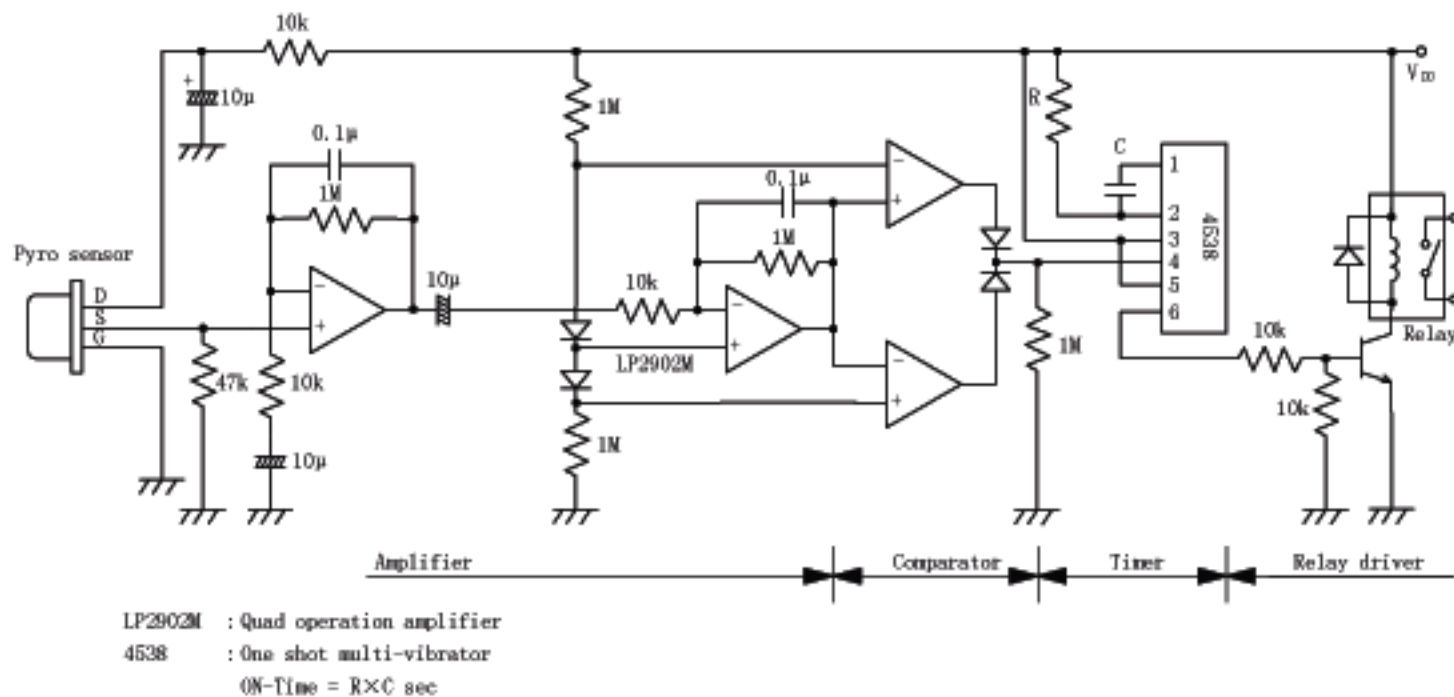 10k
V_DD
+
10μ
1M
R
0.1μ
C
1M
-
+
0.1μ
1
2
3
4
5
6
4538
1M
Pyro sensor
D
S
G
10μ
10k
-
+
-
+
LP2902M
-
+
47k
10k
10μ
1M
1M
10k
10k
Relay
Amplifier
Comparator
Timer
Relay driver
LP2902M : Quad operation amplifier
4538 : One shot multi-vibrator
ON-Time = R×C sec